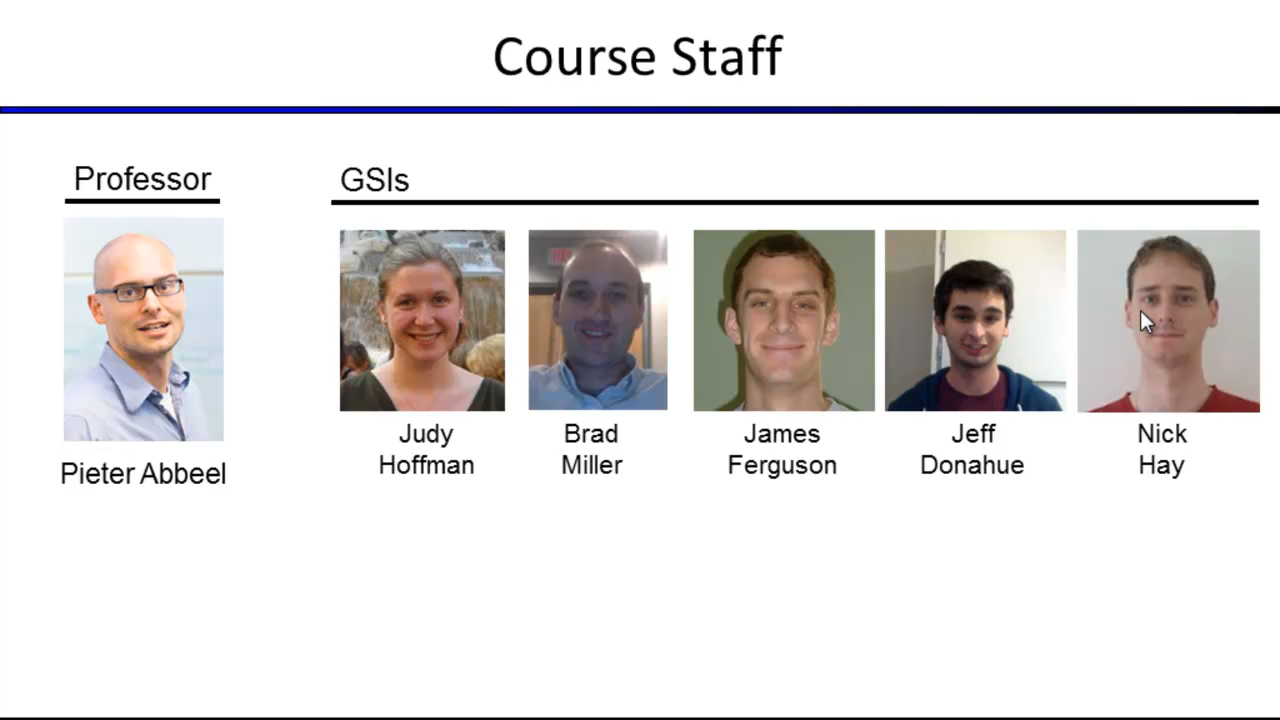 Course Staff
Professor
GSIs
Pieter Abbeel
Judy
Hoffman
Brad
Miller
James
Ferguson
Jeff
Donahue
Nick
Hay